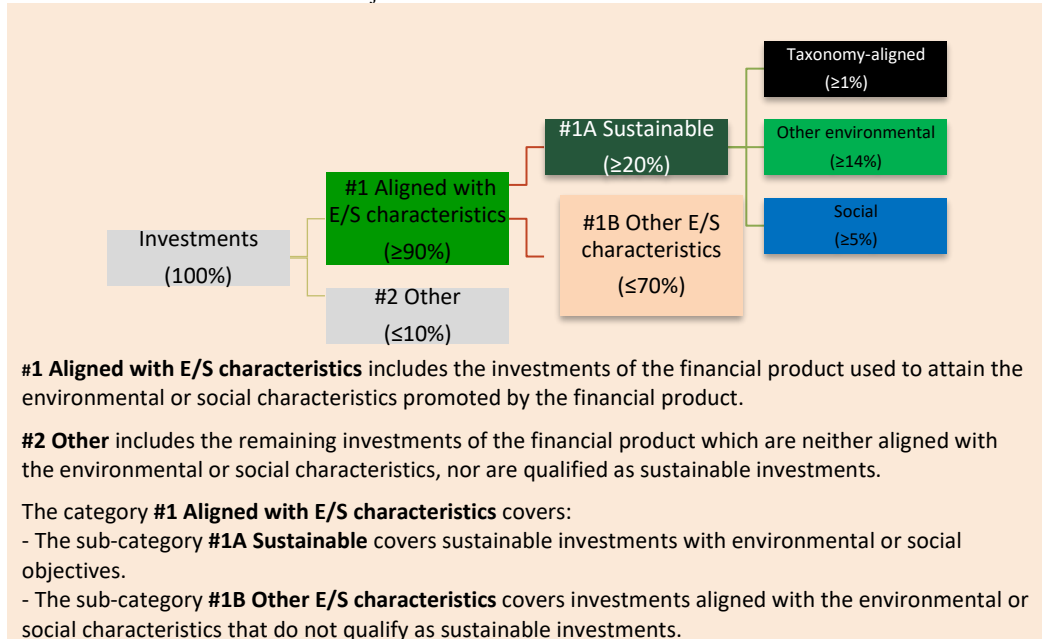 Taxonomy-aligned
(≥1%)
#1A Sustainable
(≥20%)
Other environmental
(≥14%)
#1 Aligned with
E/S characteristics
(≥90%)
#1B Other E/S
characteristics
(≤70%)
Social
(≥5%)
Investments
(100%)
#2 Other
(≤10%)
#1 Aligned with E/S characteristics includes the investments of the financial product used to attain the
environmental or social characteristics promoted by the financial product.
#2 Other includes the remaining investments of the financial product which are neither aligned with
the environmental or social characteristics, nor are qualified as sustainable investments.
The category #1 Aligned with E/S characteristics covers:
- The sub-category #1A Sustainable covers sustainable investments with environmental or social
objectives.
- The sub-category #1B Other E/S characteristics covers investments aligned with the environmental or
social characteristics that do not qualify as sustainable investments.